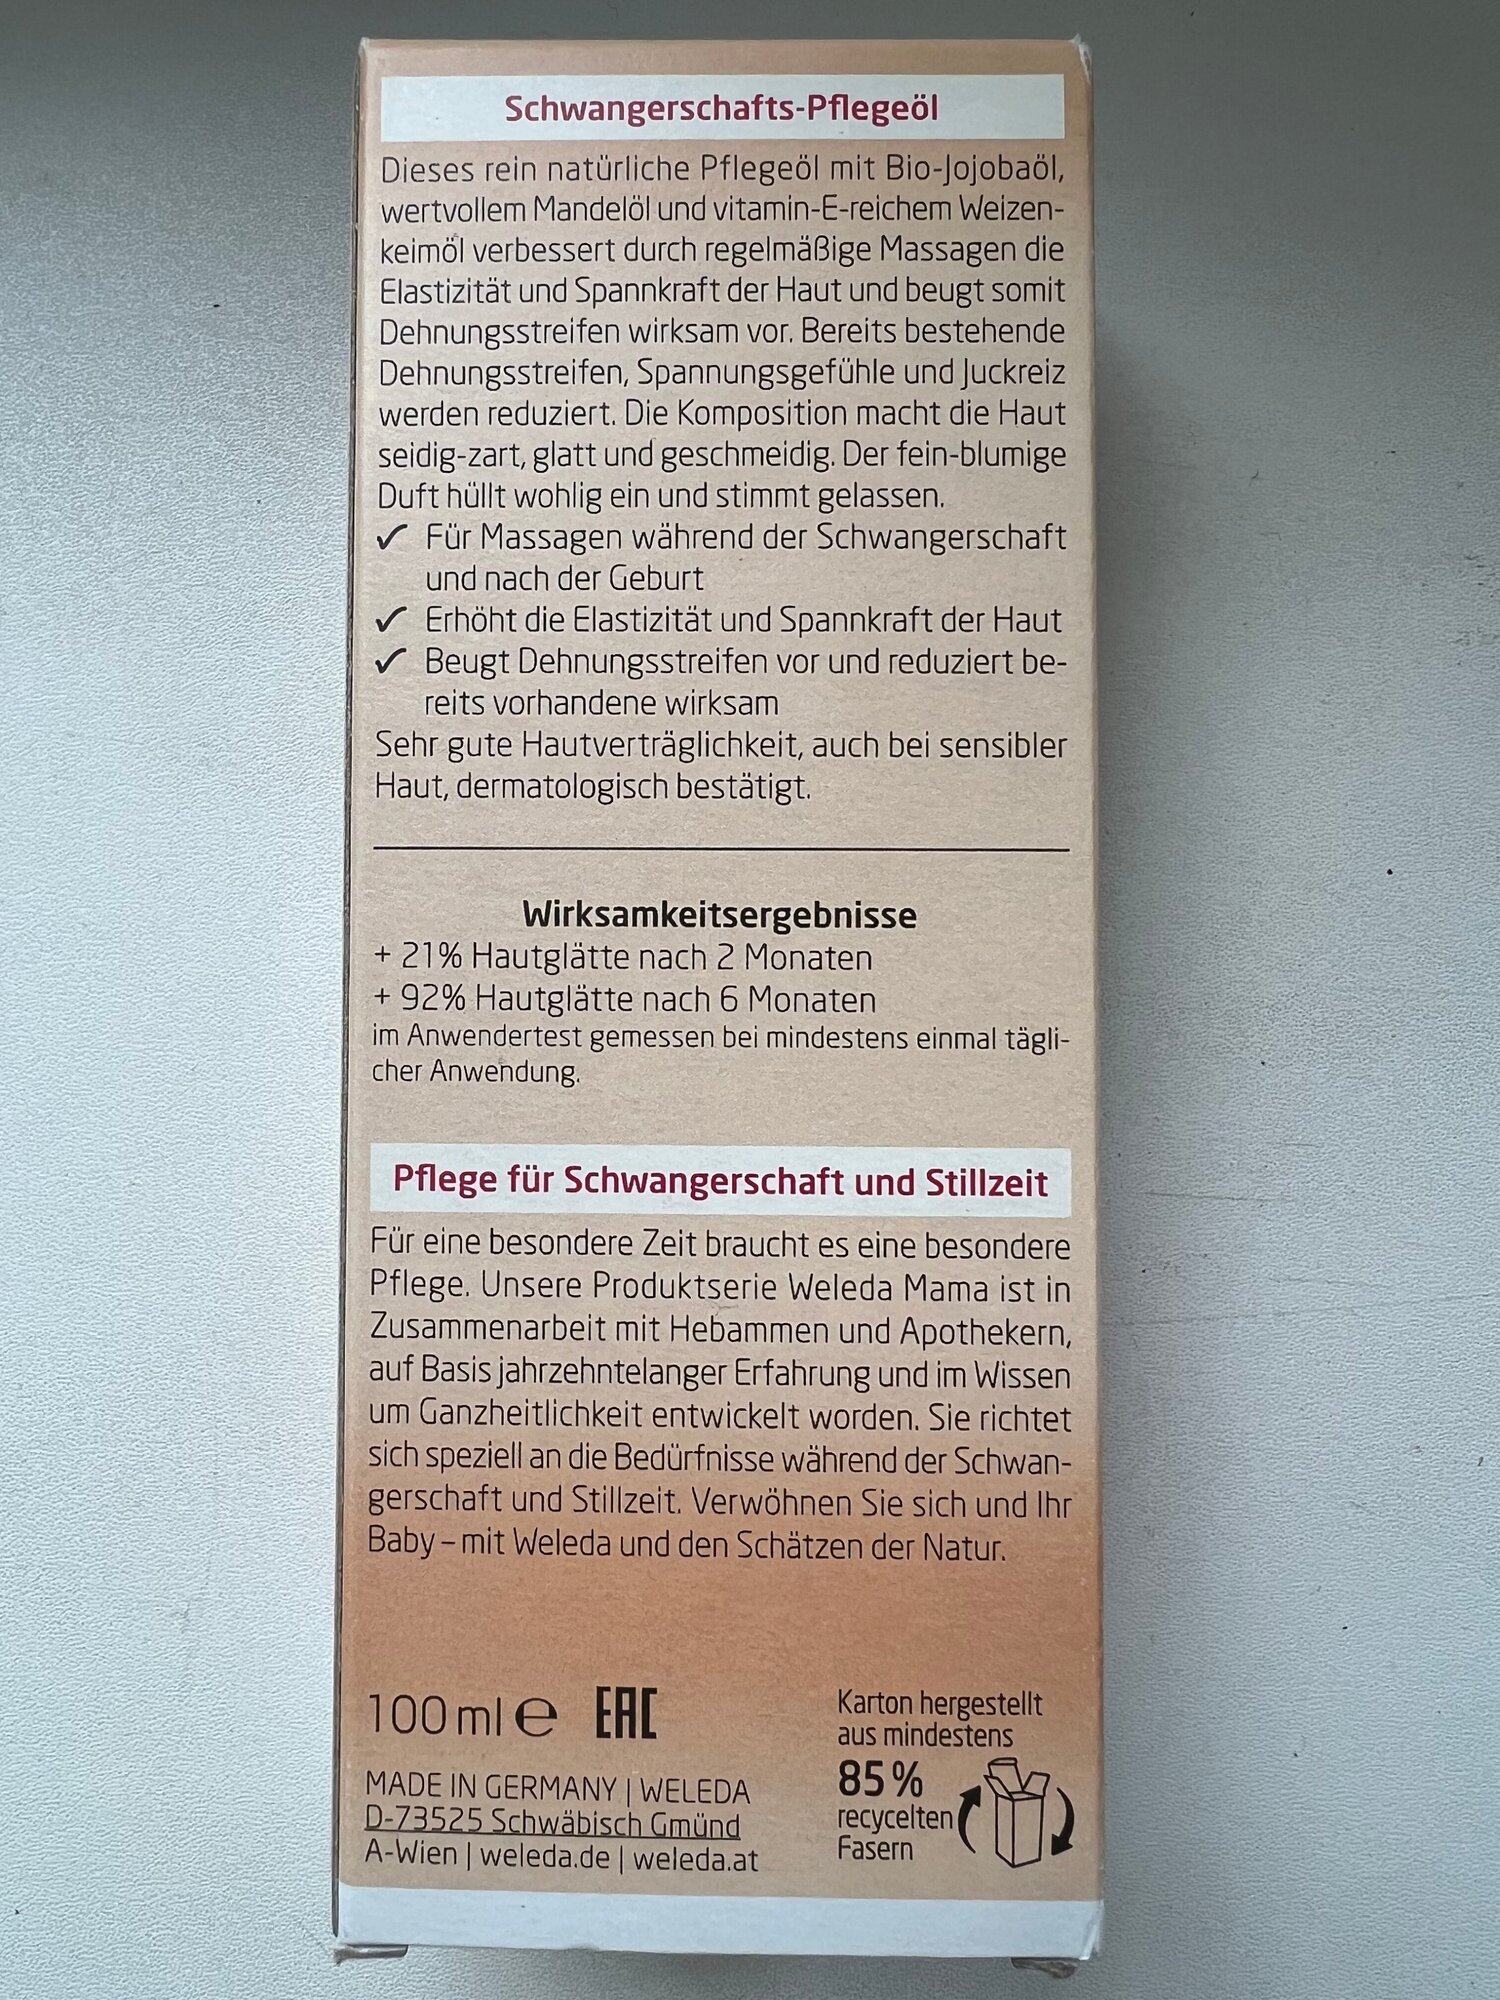 Schwangerschafts-Pflegeöl
Dieses rein natürliche Pflegeöl mit Bio-Jojobaöl,
wertvollem Mandelöl und vitamin-E-reichem Weizen-
keimöl verbessert durch regelmäßige Massagen die
Elastizität und Spannkraft der Haut und beugt somit
Dehnungsstreifen wirksam vor. Bereits bestehende
Dehnungsstreifen, Spannungsgefühle und Juckreiz
werden reduziert. Die Komposition macht die Haut
seidig-zart, glatt und geschmeidig. Der fein-blumige
Duft hüllt wohlig ein und stimmt gelassen.
✓ Für Massagen während der Schwangerschaft
und nach der Geburt
✓ Erhöht die Elastizität und Spannkraft der Haut
✓ Beugt Dehnungsstreifen vor und reduziert be-
reits vorhandene wirksam
Sehr gute Hautverträglichkeit, auch bei sensibler
Haut, dermatologisch bestätigt.
Wirksamkeitsergebnisse
+ 21% Hautglätte nach 2 Monaten
+ 92% Hautglätte nach 6 Monaten
im Anwendertest gemessen bei mindestens einmal tägli-
cher Anwendung.
Pflege für Schwangerschaft und Stillzeit
Für eine besondere Zeit braucht es eine besondere
Pflege. Unsere Produktserie Weleda Mama ist in
Zusammenarbeit mit Hebammen und Apothekern,
auf Basis jahrzehntelanger Erfahrung und im Wissen
um Ganzheitlichkeit entwickelt worden. Sie richtet
sich speziell an die Bedürfnisse während der Schwan-
gerschaft und Stillzeit. Verwöhnen Sie sich und Ihr
Baby – mit Weleda und den Schätzen der Natur.
100 ml e EAC
MADE IN GERMANY | WELEDA
D-73525 Schwäbisch Gmünd
A-Wien | weleda.de | weleda.at
Karton hergestellt
aus mindestens
85%
recycelten
Fasern